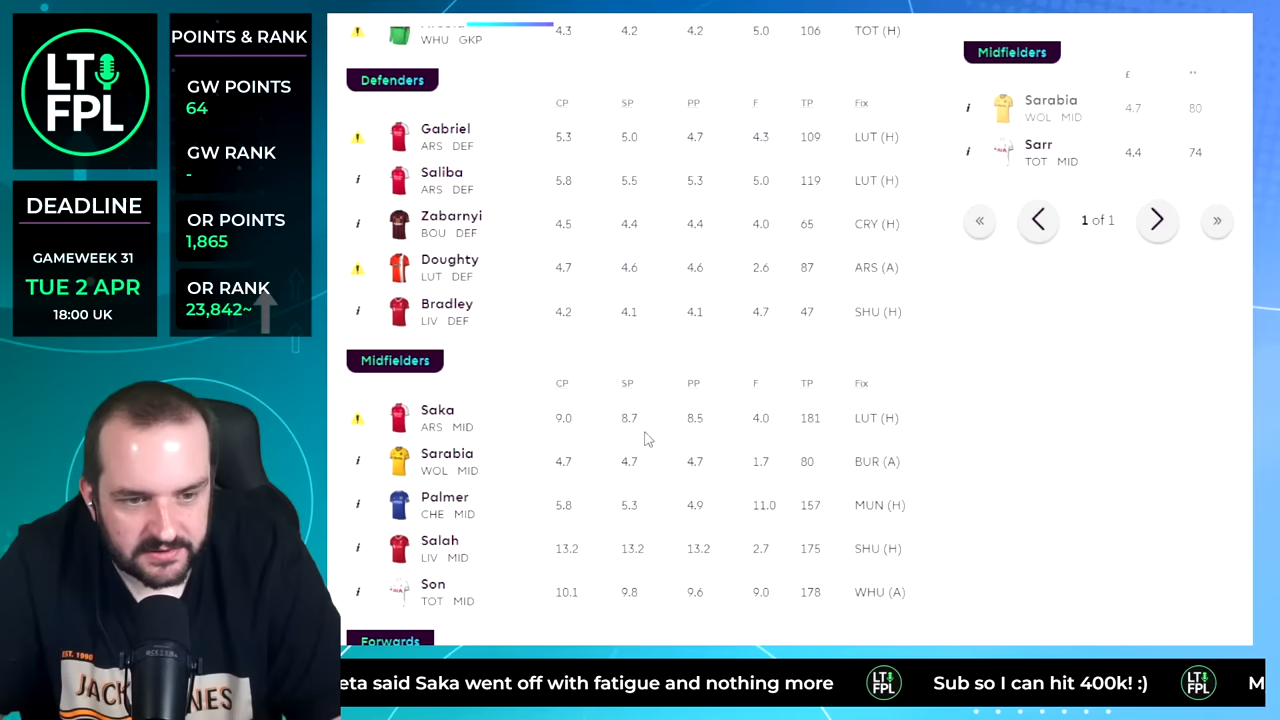 LT
FPL
POINTS & RANK
GW POINTS
64
GW RANK
-
OR POINTS
1,865
OR RANK
23,842~
DEADLINE
GAMEWEEK 31
TUE 2 APR
18:00 UK
WHU GKP 4.3 4.2 4.2 5.0 106 TOT (H)
Defenders
CP SP PP F TP Fix
Gabriel
ARS DEF 5.3 5.0 4.7 4.3 109 LUT (H)
Saliba
ARS DEF 5.8 5.5 5.3 5.0 119 LUT (H)
Zabarnyi
BOU DEF 4.5 4.4 4.4 4.0 65 CRY (H)
Doughty
LUT DEF 4.7 4.6 4.6 2.6 87 ARS (A)
Bradley
LIV DEF 4.2 4.1 4.1 4.7 47 SHU (H)
Midfielders
CP SP PP F TP Fix
Saka
ARS MID 9.0 8.7 8.5 4.0 181 LUT (H)
Sarabia
WOL MID 4.7 4.7 4.7 1.7 80 BUR (A)
Palmer
CHE MID 5.8 5.3 4.9 11.0 157 MUN (H)
Salah
LIV MID 13.2 13.2 13.2 2.7 175 SHU (H)
Son
TOT MID 10.1 9.8 9.6 9.0 178 WHU (A)
Forwards
Midfielders
£ **
Sarabia
WOL MID 4.7 80
Sarr
TOT MID 4.4 74
« < 1 of 1 > »
EST. 1990
JACK
NES
eta said Saka went off with fatigue and nothing more LT FPL Sub so I can hit 400k! :) LT FPL M